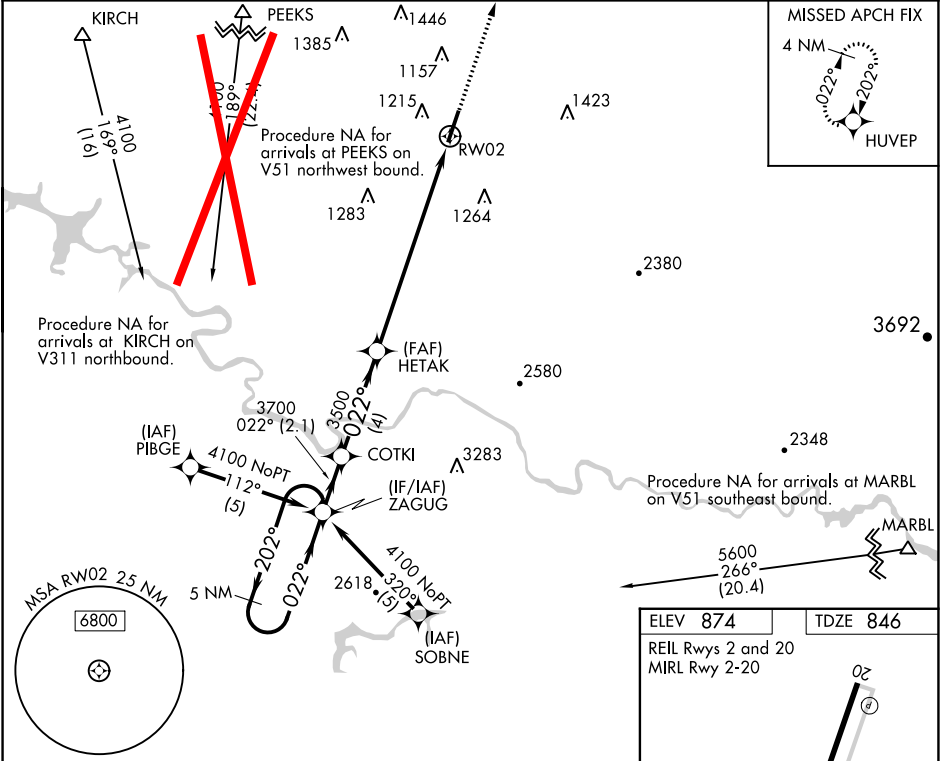 KIRCH
PEEKS
1446
1385
1157
1215
1423
4100
169°
(16)
189°
Procedure NA for
arrivals at PEEKS on
V51 northwest bound.
RW02
1283
1264
MISSED APCH FIX
4 NM
022°
202°
HUVEP
2380
3692
Procedure NA for
arrivals at KIRCH on
V311 northbound.
(FAF)
HETAK
2580
3500
022°
(4)
3700
022° (2.1)
COTKI
(IAF)
PIBGE
4100 NoPT
112°
(5)
3283
2348
(IF/IAF)
ZAGUG
Procedure NA for arrivals at MARBL
on V51 southeast bound.
MARBL
5600
266°
(20.4)
202°
022°
5 NM
4100 NoPT
320°
(5)
2618
(IAF)
SOBNE
MSA RW02 25 NM
6800
ELEV 874
TDZE 846
REIL Rwys 2 and 20
MIRL Rwy 2-20
20
P